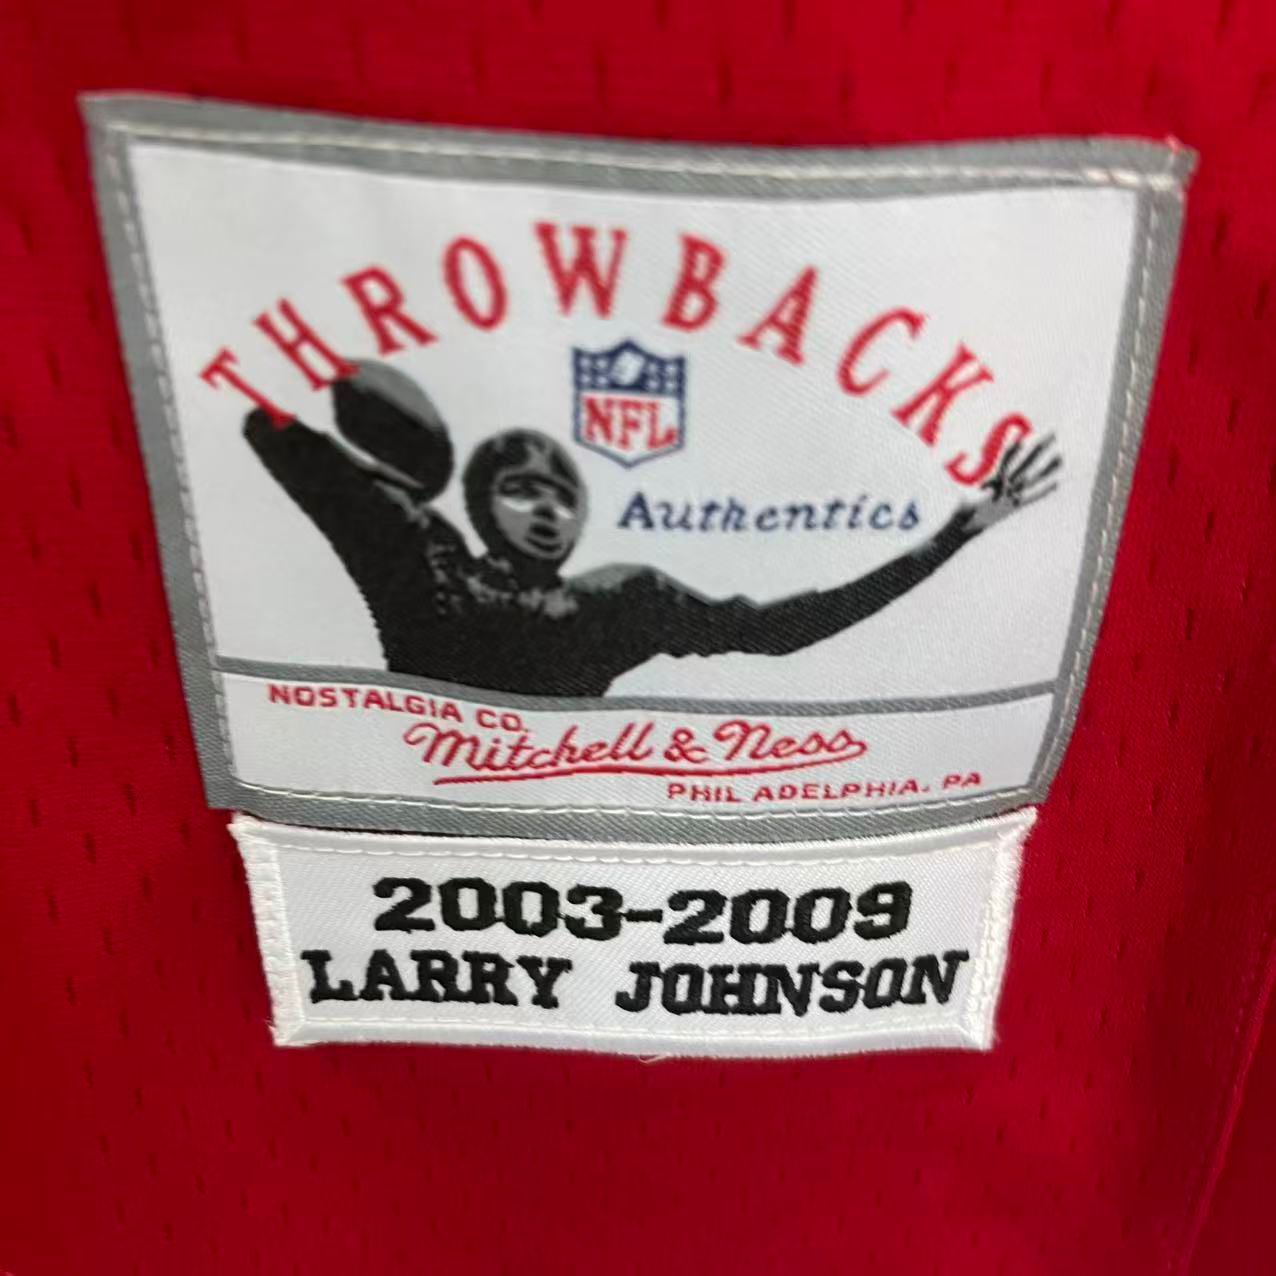 THROWBACKS
NFL
Authentics
NOSTALGIA CO.
Mitchell & Ness
PHILADELPHIA, PA
2003-2009
LARRY JOHNSON